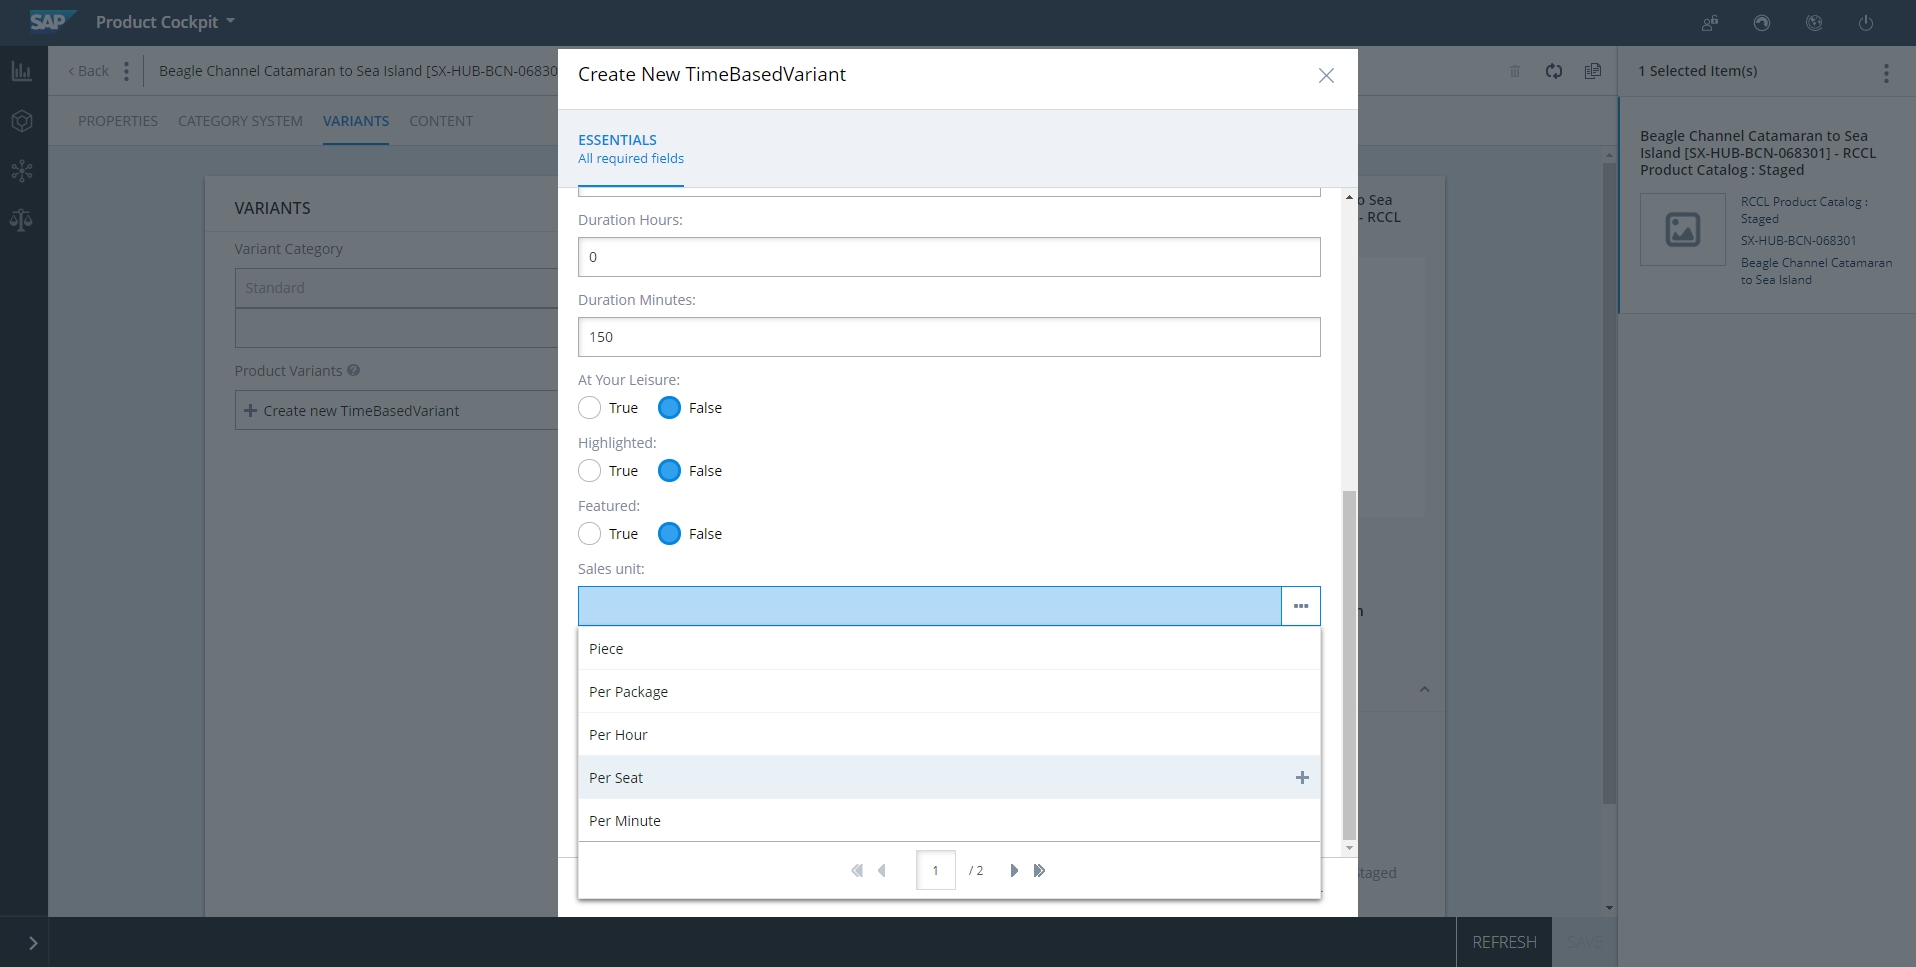 SAP Product Cockpit
Back
Beagle Channel Catamaran to Sea Island [SX-HUB-BCN-06830
PROPERTIES CATEGORY SYSTEM VARIANTS CONTENT
VARIANTS
Variant Category
Standard
Product Variants
Create new TimeBasedVariant
Create New TimeBasedVariant
ESSENTIALS
All required fields
Duration Hours:
0
Duration Minutes:
150
At Your Leisure:
True False
Highlighted:
True False
Featured:
True False
Sales unit:
Piece
Per Package
Per Hour
Per Seat
Per Minute
1 / 2
o Sea
- RCCL
n
Staged
1 Selected Item(s)
Beagle Channel Catamaran to Sea
Island [SX-HUB-BCN-068301] - RCCL
Product Catalog : Staged
RCCL Product Catalog :
Staged
SX-HUB-BCN-068301
Beagle Channel Catamaran
to Sea Island
REFRESH SAVE